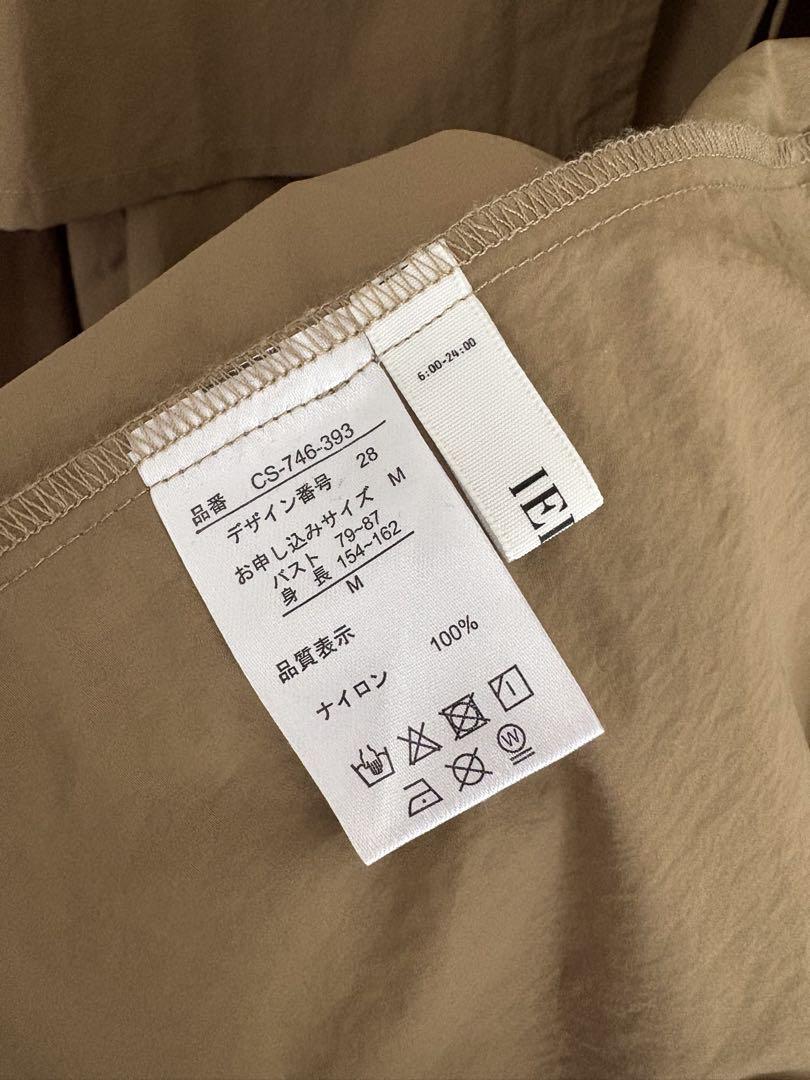 6:00-24:00
IE
品番 CS-746-393
デザイン番号 28
お申し込みサイズ M
バスト 79~87
身長 154~162
M
品質表示
ナイロン 100%
W